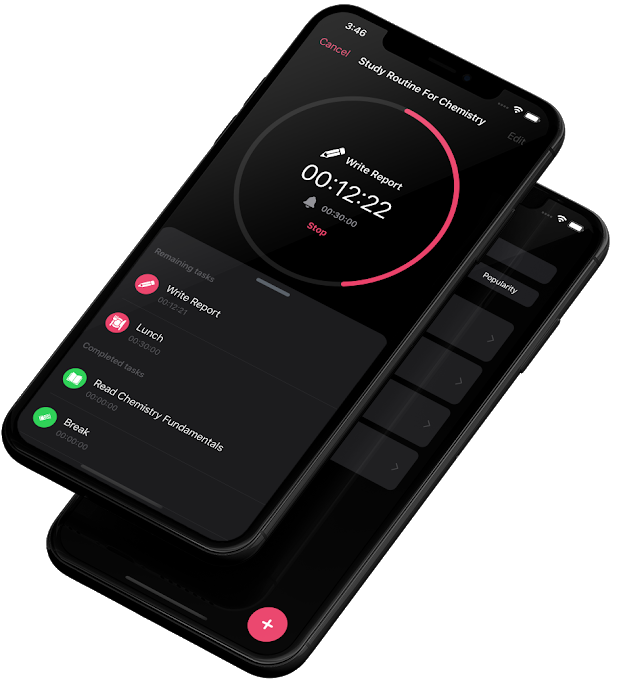 3:46
Cancel
Study Routine For Chemistry
Edit
Write Report
00:12:22
00:30:00
Stop
Remaining tasks
Write Report
00:12:21
Lunch
00:30:00
Completed tasks
Read Chemistry Fundamentals
00:00:00
Break
00:00:00
Popularity